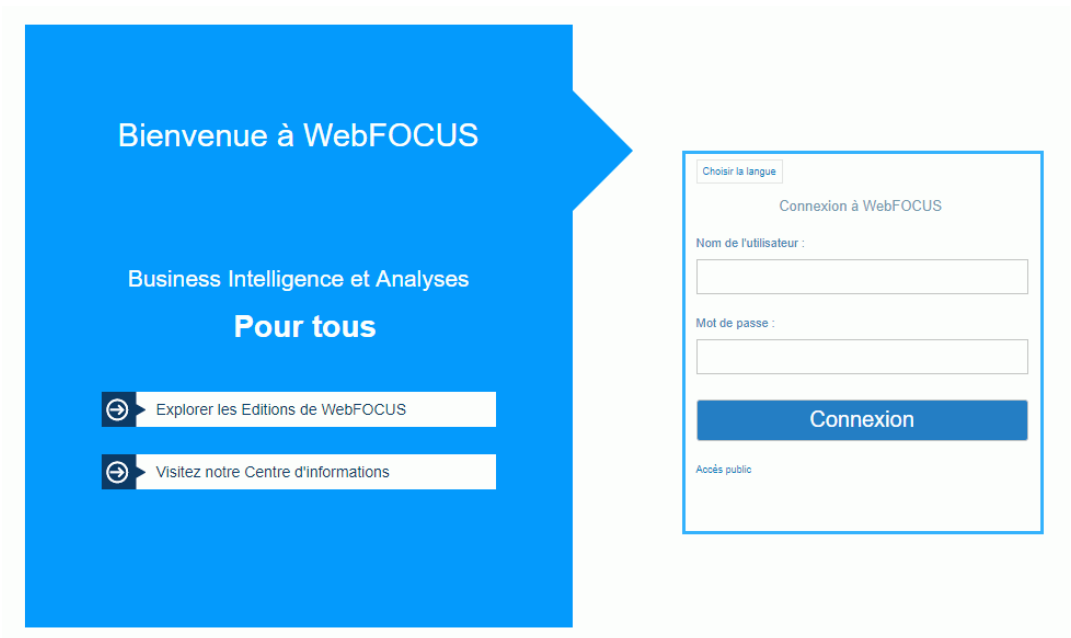 Bienvenue à WebFOCUS
Business Intelligence et Analyses
Pour tous
Explorer les Editions de WebFOCUS
Visitez notre Centre d'informations
Choisir la langue
Connexion à WebFOCUS
Nom de l'utilisateur :
Mot de passe :
Connexion
Accès public